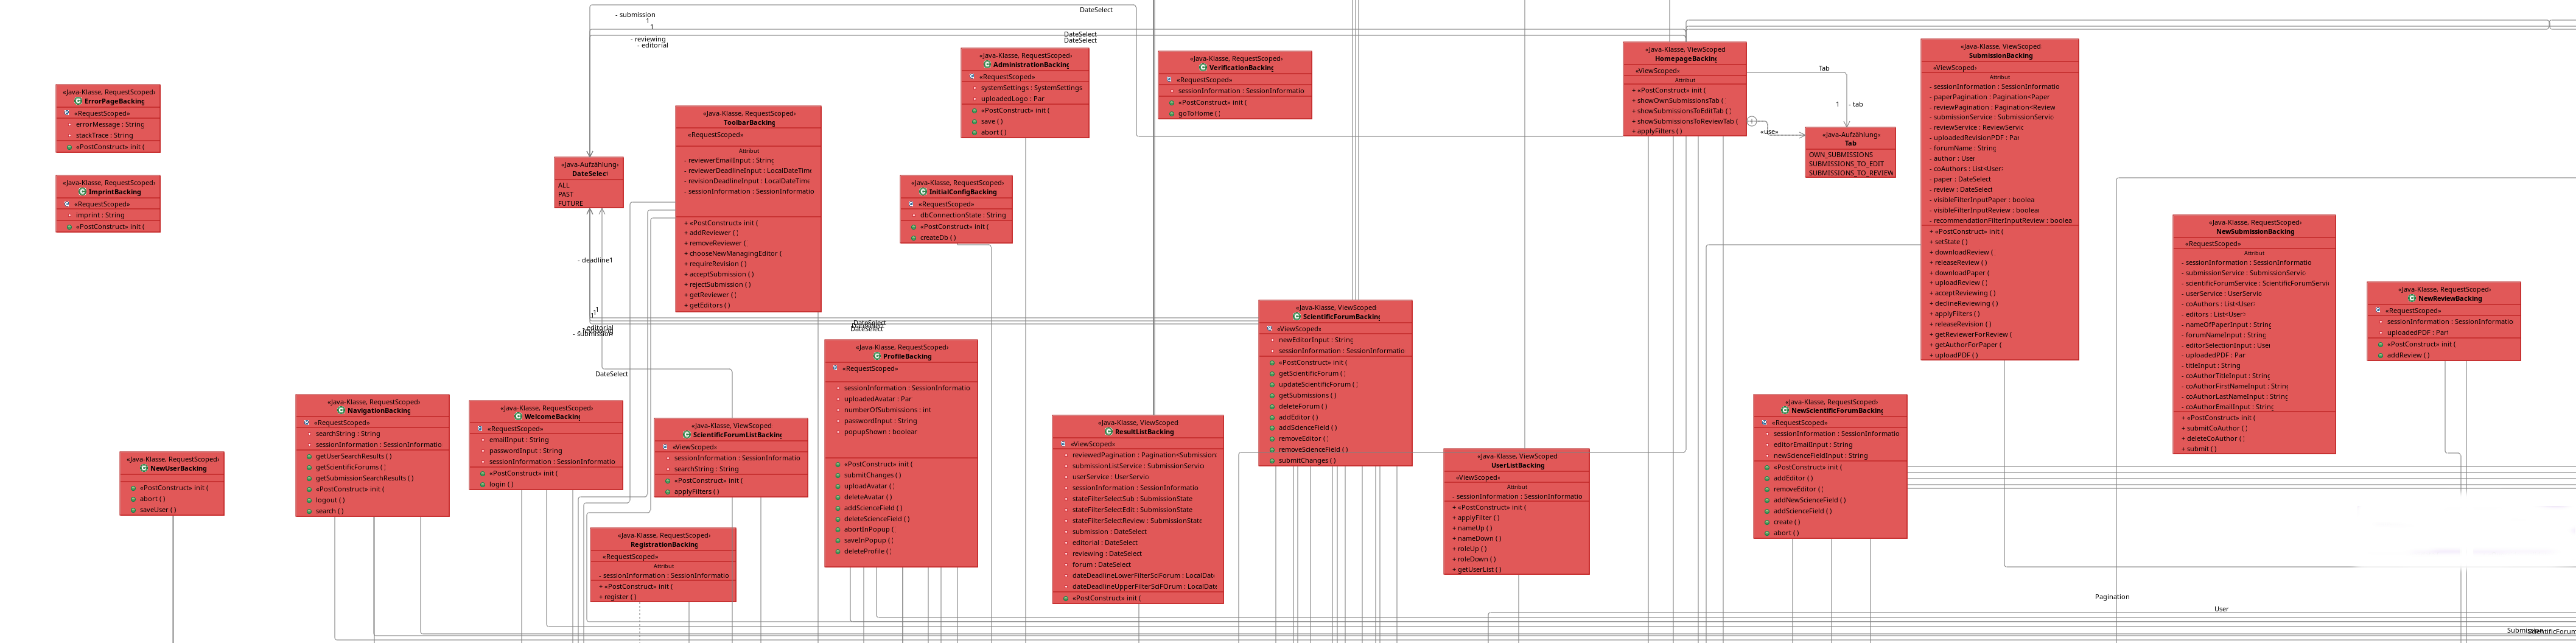 DateSelect
- submission
1
1
- reviewing
- editorial
DateSelect
DateSelect
«Java-Klasse, RequestScoped»
ErrorPageBacking
«RequestScoped»
errorMessage : String
stackTrace : String
«PostConstruct» init (
«Java-Klasse, RequestScoped»
ImprintBacking
«RequestScoped»
imprint : String
«PostConstruct» init (
«Java-Klasse, RequestScoped»
NewUserBacking
«PostConstruct» init (
abort ( )
saveUser ( )
«Java-Klasse, RequestScoped»
NavigationBacking
«RequestScoped»
searchString : String
sessionInformation : SessionInformatio
getUserSearchResults ( )
getScientificForums ( )
getSubmissionSearchResults ( )
«PostConstruct» init (
logout ( )
search ( )
«Java-Klasse, RequestScoped»
WelcomeBacking
«RequestScoped»
emailInput : String
passwordInput : String
sessionInformation : SessionInformatio
«PostConstruct» init (
login ( )
«Java-Aufzählung»
DateSelect
ALL
PAST
FUTURE
- deadline1
1
- editorial
- submission
DateSelect
«Java-Klasse, RequestScoped»
ToolbarBacking
«RequestScoped»
Attribut
- reviewerEmailInput : String
- reviewerDeadlineInput : LocalDateTime
- revisionDeadlineInput : LocalDateTime
- sessionInformation : SessionInformatio
+ «PostConstruct» init (
+ addReviewer ( )
+ removeReviewer (
+ chooseNewManagingEditor (
+ requireRevision ( )
+ acceptSubmission ( )
+ rejectSubmission ( )
+ getReviewer ( )
+ getEditors ( )
«Java-Klasse, ViewScoped
ScientificForumListBacking
«ViewScoped»
sessionInformation : SessionInformatio
searchString : String
«PostConstruct» init (
applyFilters ( )
«Java-Klasse, RequestScoped»
RegistrationBacking
«RequestScoped»
Attribut
- sessionInformation : SessionInformatio
+ «PostConstruct» init (
+ register ( )
DateSelect
DateSelect
«Java-Klasse, RequestScoped»
ProfileBacking
«RequestScoped»
sessionInformation : SessionInformatio
uploadedAvatar : Par
numberOfSubmissions : int
passwordInput : String
popupShown : boolear
«PostConstruct» init (
submitChanges ( )
uploadAvatar ( )
deleteAvatar ( )
addScienceField ( )
deleteScienceField ( )
abortInPopup (
saveInPopup ( )
deleteProfile ( )
«Java-Klasse, RequestScoped»
AdministrationBacking
«RequestScoped»
systemSettings : SystemSettings
uploadedLogo : Par
«PostConstruct» init (
save ( )
abort ( )
«Java-Klasse, RequestScoped»
InitialConfigBacking
«RequestScoped»
dbConnectionState : String
«PostConstruct» init (
createDb ( )
«Java-Klasse, RequestScoped»
VerificationBacking
«RequestScoped»
sessionInformation : SessionInformatio
«PostConstruct» init (
goToHome ( )
«Java-Klasse, ViewScoped
ResultListBacking
«ViewScoped»
reviewedPagination : Pagination<Submission
submissionListService : SubmissionServic
userService : UserServic
sessionInformation : SessionInformatio
stateFilterSelectSub : SubmissionState
stateFilterSelectEdit : SubmissionState
stateFilterSelectReview : SubmissionState
submission : DateSelect
editorial : DateSelect
reviewing : DateSelect
forum : DateSelect
dateDeadlineLowerFilterSciForum : LocalDate
dateDeadlineUpperFilterSciFOrum : LocalDate
«PostConstruct» init (
«Java-Klasse, ViewScoped
ScientificForumBacking
«ViewScoped»
newEditorInput : String
sessionInformation : SessionInformatio
«PostConstruct» init (
getScientificForum ( )
updateScientificForum ( )
getSubmissions ( )
deleteForum ( )
addEditor ( )
addScienceField ( )
removeEditor ( )
removeScienceField ( )
submitChanges ( )
«Java-Klasse, ViewScoped
UserListBacking
«ViewScoped»
Attribut
- sessionInformation : SessionInformatio
+ «PostConstruct» init (
+ applyFilter ( )
+ nameUp ( )
+ nameDown ( )
+ roleUp ( )
+ roleDown ( )
+ getUserList ( )
«Java-Klasse, ViewScoped
HomepageBacking
«ViewScoped»
Attribut
+ «PostConstruct» init (
+ showOwnSubmissionsTab (
+ showSubmissionsToEditTab (
+ showSubmissionsToReviewTab (
+ applyFilters ( )
Tab
1
- tab
«use»
«Java-Aufzählung»
Tab
OWN_SUBMISSIONS
SUBMISSIONS_TO_EDIT
SUBMISSIONS_TO_REVIEW
«Java-Klasse, RequestScoped»
NewScientificForumBacking
«RequestScoped»
sessionInformation : SessionInformatio
editorEmailInput : String
newScienceFieldInput : String
«PostConstruct» init (
addEditor ( )
removeEditor ( )
addNewScienceField ( )
addScienceField ( )
create ( )
abort ( )
«Java-Klasse, ViewScoped
SubmissionBacking
«ViewScoped»
Attribut
- sessionInformation : SessionInformatio
- paperPagination : Pagination<Paper
- reviewPagination : Pagination<Review
- submissionService : SubmissionServic
- reviewService : ReviewServic
- uploadedRevisionPDF : Par
- forumName : String
- author : User
- coAuthors : List<User>
- paper : DateSelect
- review : DateSelect
- visibleFilterInputPaper : boolea
- visibleFilterInputReview : boolear
- recommendationFilterInputReview : boolea
+ «PostConstruct» init (
+ setState ( )
+ downloadReview (
+ releaseReview ( )
+ downloadPaper (
+ uploadReview ( )
+ acceptReviewing ( )
+ declineReviewing ( )
+ applyFilters ( )
+ releaseRevision ( )
+ getReviewerForReview (
+ getAuthorForPaper ( )
+ uploadPDF ( )
«Java-Klasse, RequestScoped»
NewSubmissionBacking
«RequestScoped»
Attribut
- sessionInformation : SessionInformatio
- submissionService : SubmissionServic
- scientificForumService : ScientificForumServi
- userService : UserServic
- coAuthors : List<User>
- editors : List<User>
- nameOfPaperInput : String
- forumNameInput : String
- editorSelectionInput : User
- uploadedPDF : Par
- titleInput : String
- coAuthorTitleInput : String
- coAuthorFirstNameInput : String
- coAuthorLastNameInput : String
- coAuthorEmailInput : String
+ «PostConstruct» init (
+ submitCoAuthor ( )
+ deleteCoAuthor ( )
+ submit ( )
«Java-Klasse, RequestScoped»
NewReviewBacking
«RequestScoped»
sessionInformation : SessionInformatio
uploadedPDF : Part
«PostConstruct» init (
addReview ( )
Pagination
User